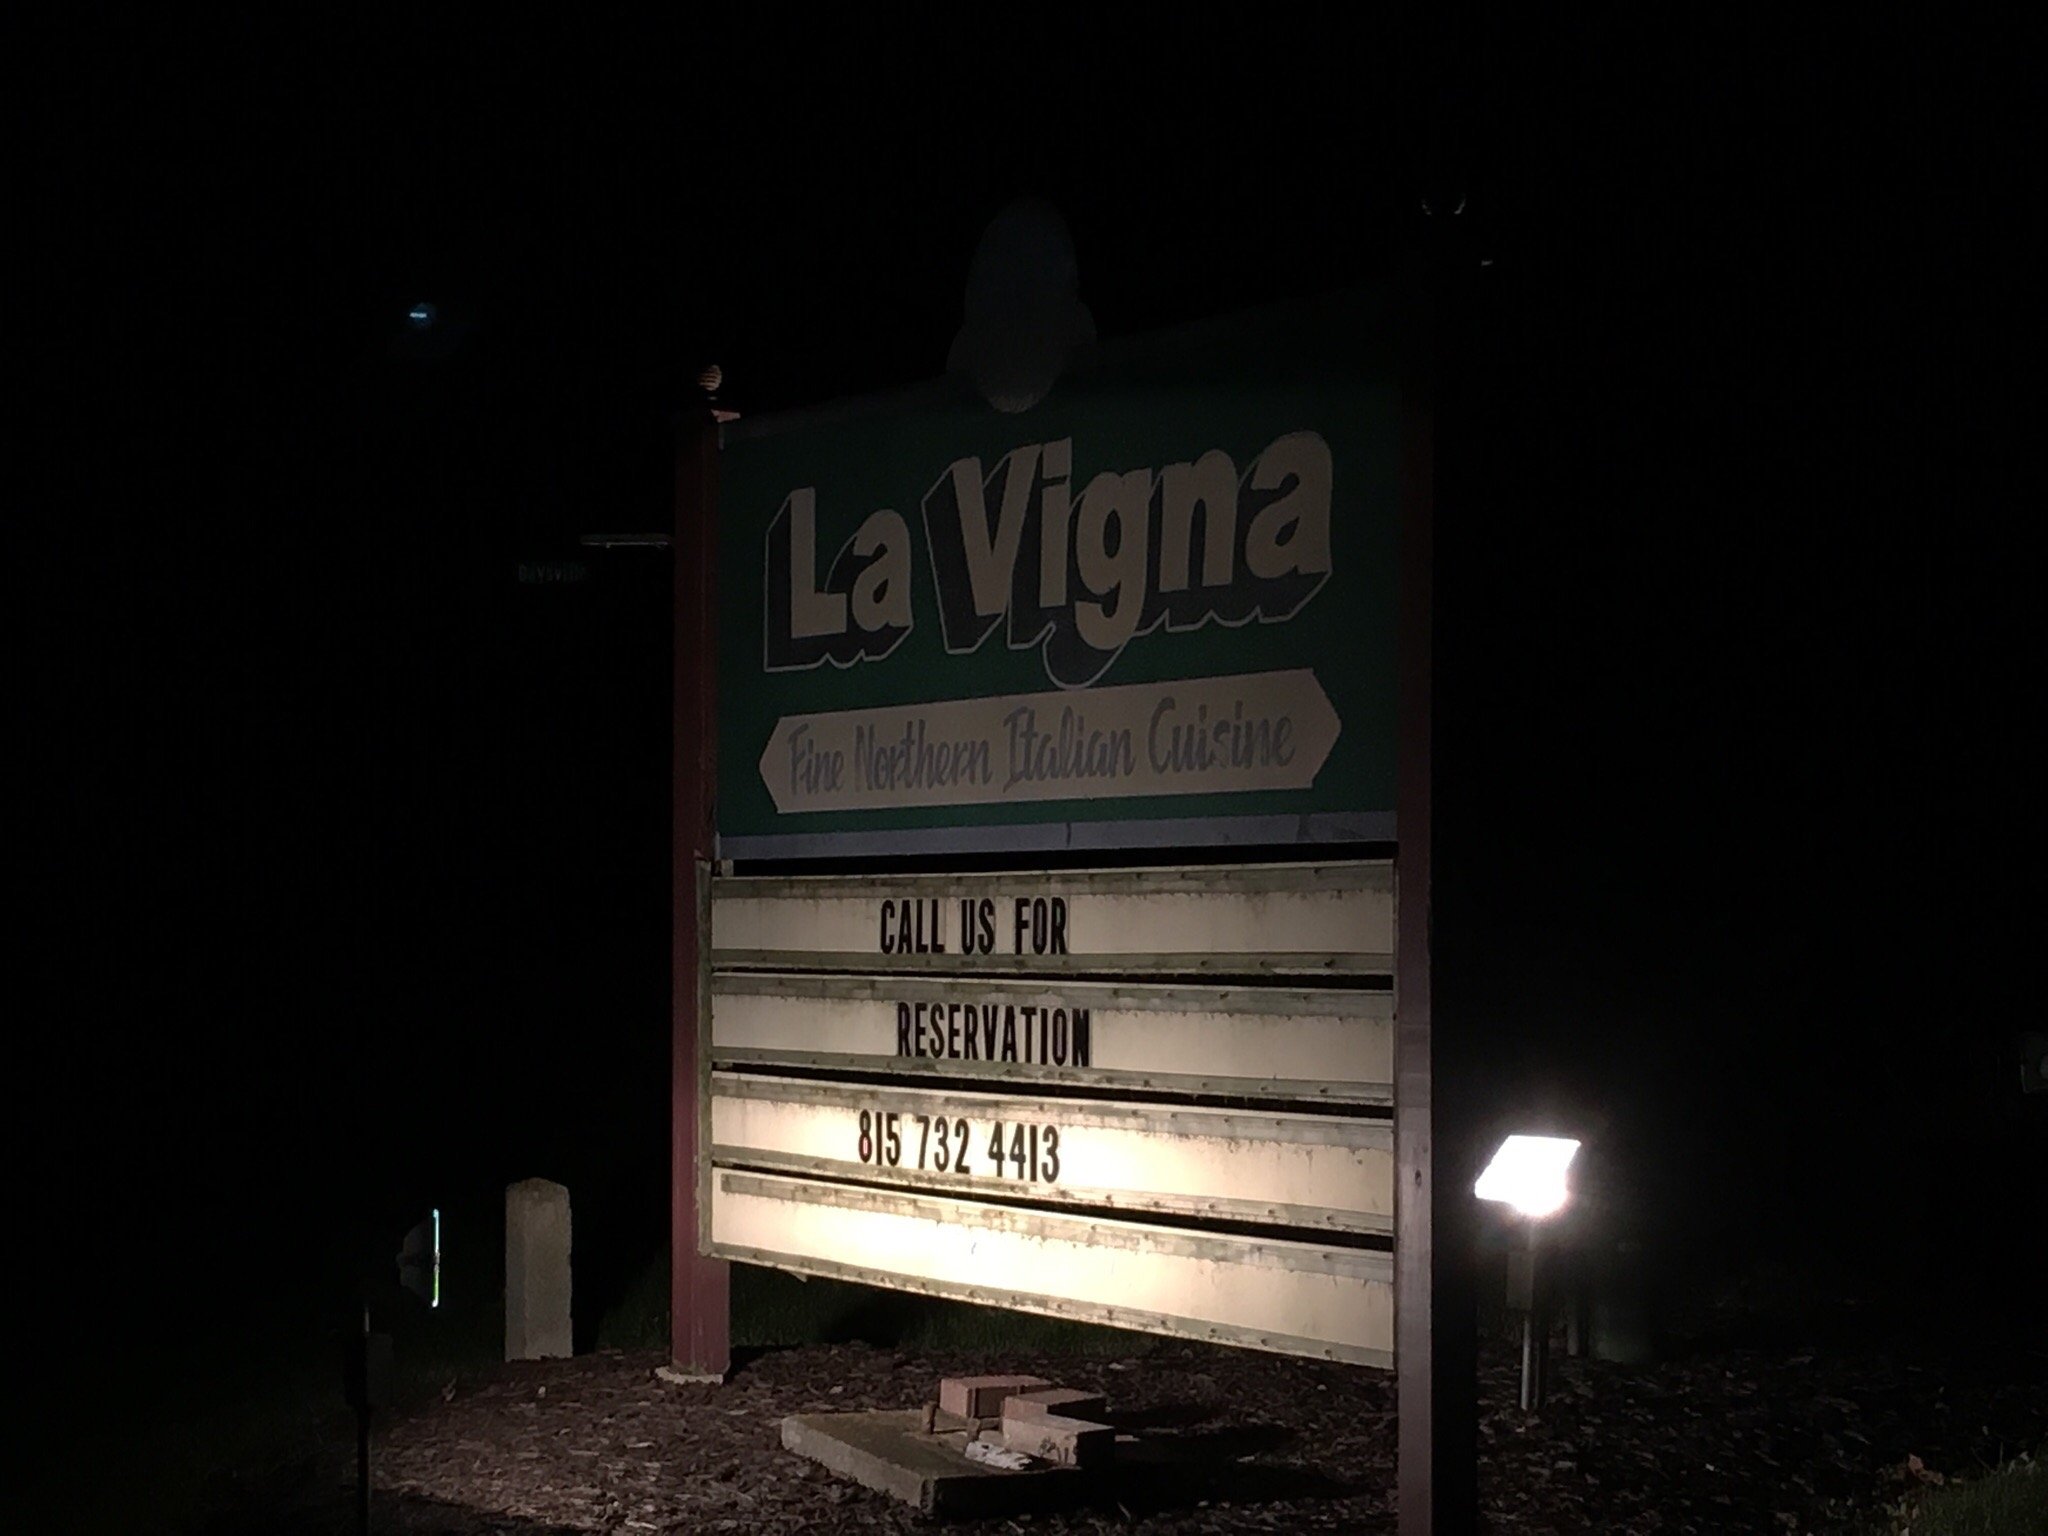 La Vigna
Fine Northern Italian Cuisine
CALL US FOR
RESERVATION
815 732 4413